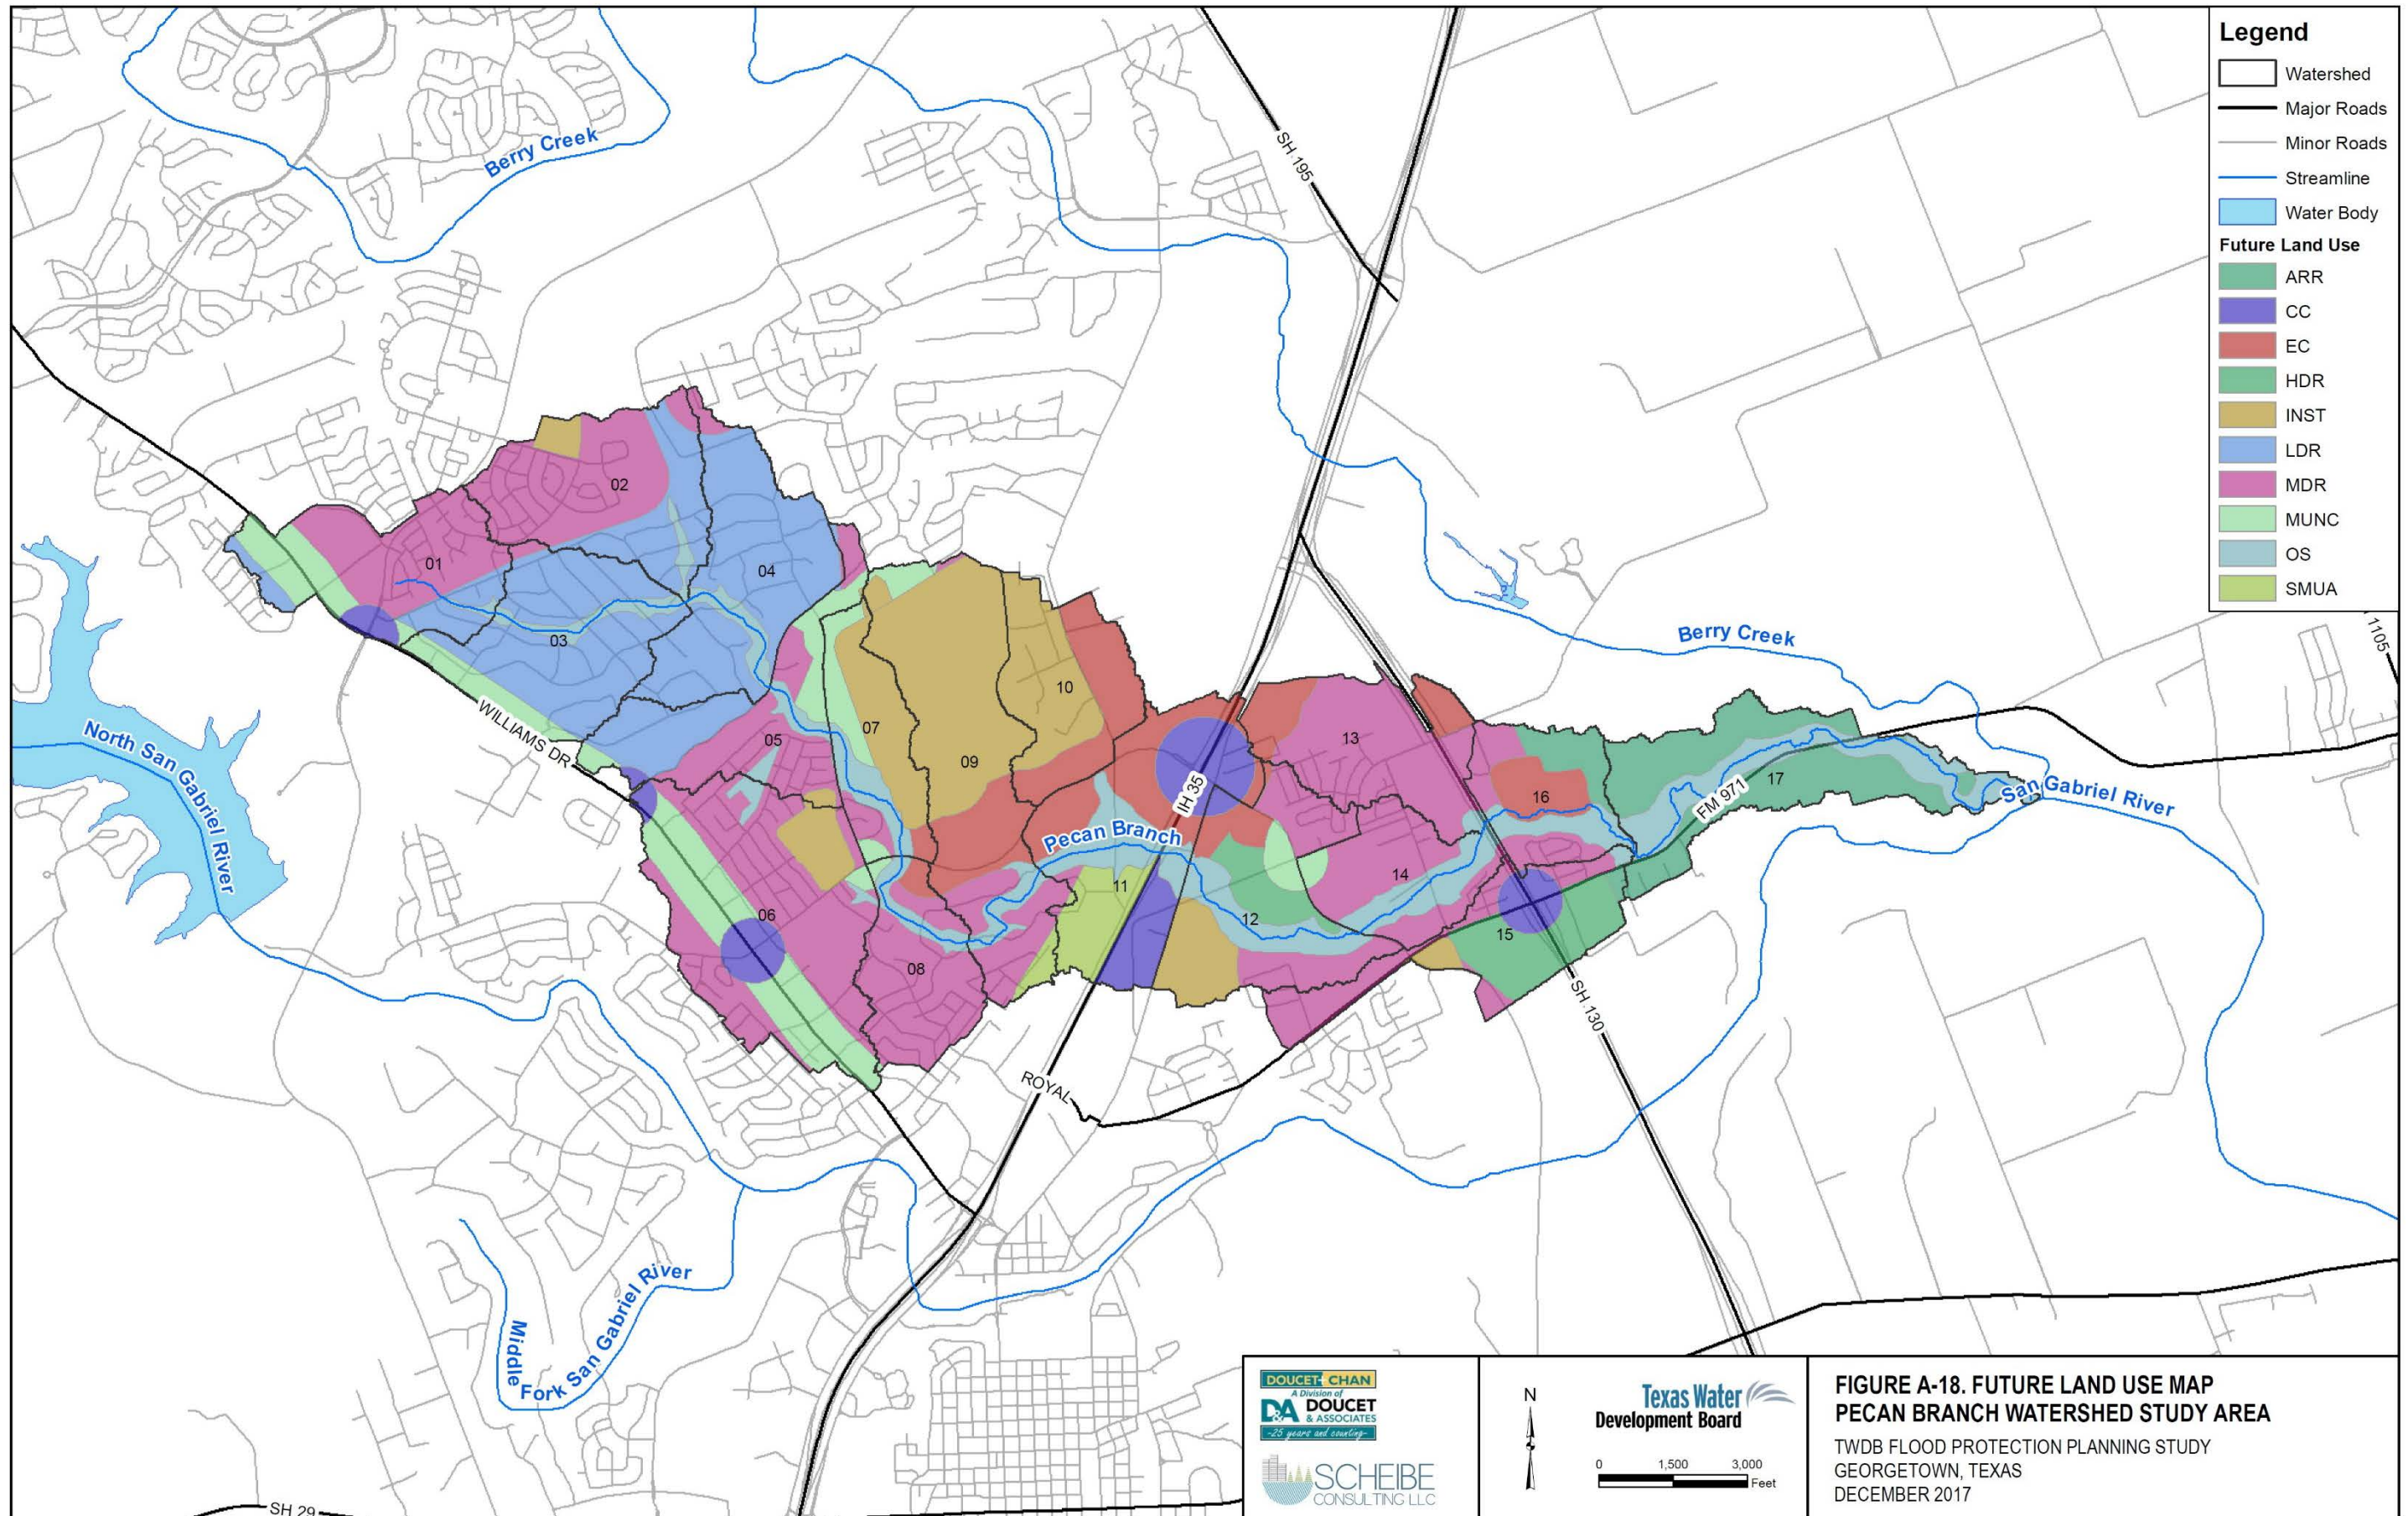 Legend
Watershed
Major Roads
Minor Roads
Streamline
Water Body
Future Land Use
ARR
CC
EC
HDR
INST
LDR
MDR
MUNC
OS
SMUA
SH 195
Berry Creek
Berry Creek
1105
02
01
04
03
10
07
05
09
13
WILLIAMS DR
North San Gabriel River
IH 35
16
17
FM 971
San Gabriel River
Pecan Branch
11
14
06
12
15
08
SH 130
ROYAL
Middle
Fork San Gabriel River
SH 29
DOUCET+CHAN
A Division of
D&A DOUCET
& ASSOCIATES
-25 years and counting-
SCHEIBE
CONSULTING LLC
N
Texas Water
Development Board
0 1,500 3,000
Feet
FIGURE A-18. FUTURE LAND USE MAP
PECAN BRANCH WATERSHED STUDY AREA
TWDB FLOOD PROTECTION PLANNING STUDY
GEORGETOWN, TEXAS
DECEMBER 2017